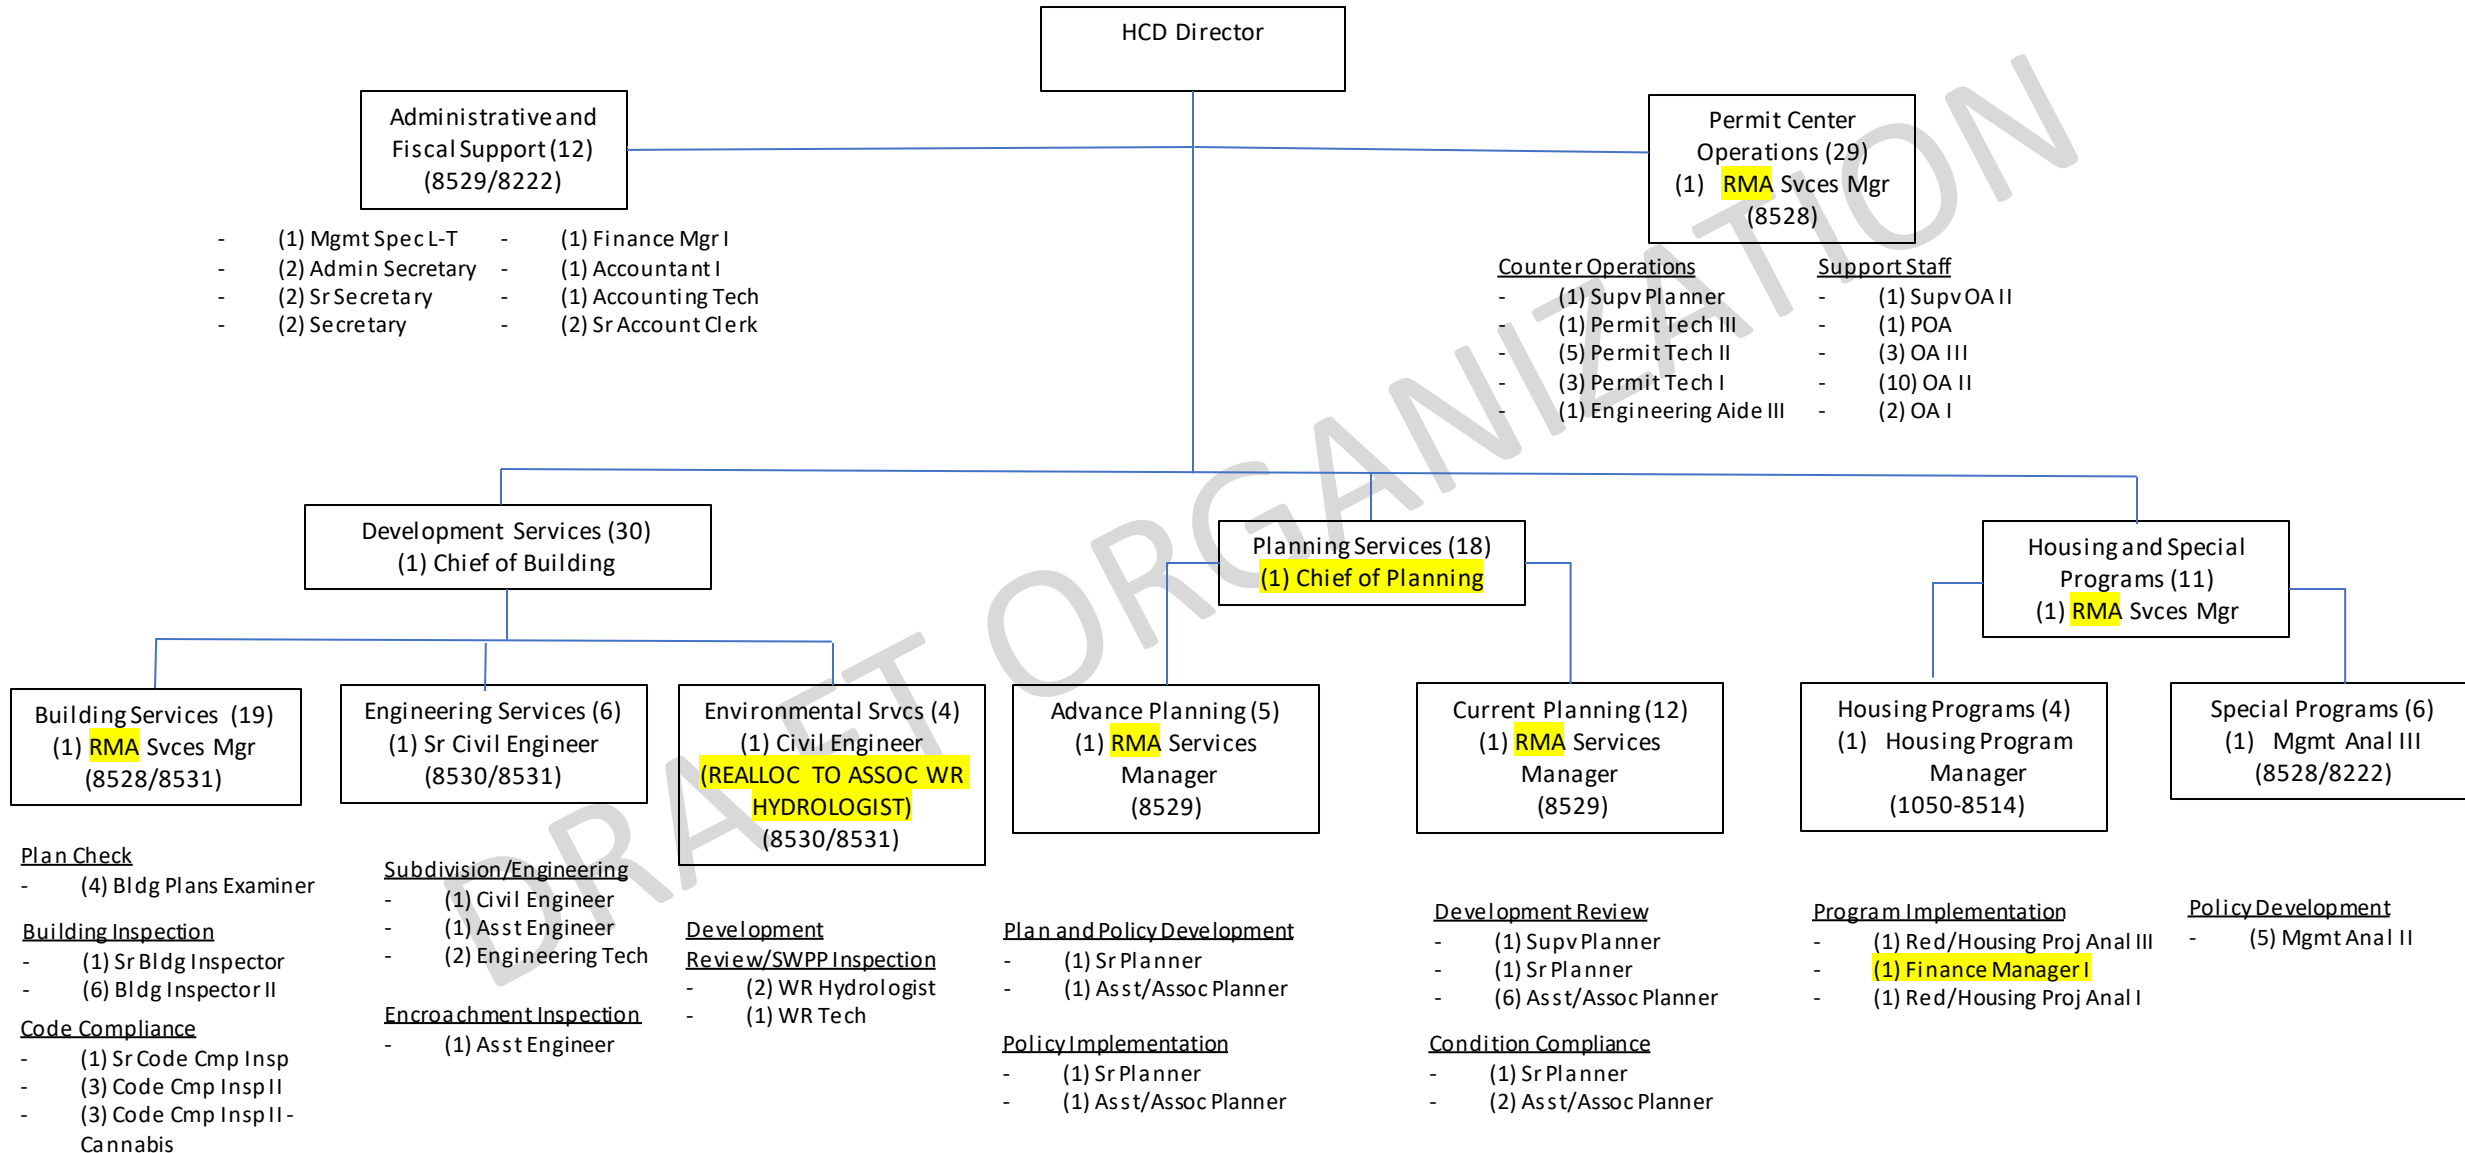 HCD Director
Administrative and
Fiscal Support (12)
(8529/8222)
- (1) Mgmt Spec L-T
- (2) Admin Secretary
- (2) Sr Secretary
- (2) Secretary
- (1) Finance Mgr I
- (1) Accountant I
- (1) Accounting Tech
- (2) Sr Account Clerk
Permit Center
Operations (29)
(1) RMA Svces Mgr
(8528)
Counter Operations
- (1) Supv Planner
- (1) Permit Tech III
- (5) Permit Tech II
- (3) Permit Tech I
- (1) Engineering Aide III
Support Staff
- (1) Supv OA II
- (1) POA
- (3) OA III
- (10) OA II
- (2) OA I
DRAFT ORGANIZATION
Development Services (30)
(1) Chief of Building
Planning Services (18)
(1) Chief of Planning
Housing and Special
Programs (11)
(1) RMA Svces Mgr
Building Services (19)
(1) RMA Svces Mgr
(8528/8531)
Plan Check
- (4) Bldg Plans Examiner
Building Inspection
- (1) Sr Bldg Inspector
- (6) Bldg Inspector II
Code Compliance
- (1) Sr Code Cmp Insp
- (3) Code Cmp Insp II
- (3) Code Cmp Insp II -
Cannabis
Engineering Services (6)
(1) Sr Civil Engineer
(8530/8531)
Subdivision/Engineering
- (1) Civil Engineer
- (1) Asst Engineer
- (2) Engineering Tech
Encroachment Inspection
- (1) Asst Engineer
Environmental Srvcs (4)
(1) Civil Engineer
(REALLOC TO ASSOC WR
HYDROLOGIST)
(8530/8531)
Development
Review/SWPP Inspection
- (2) WR Hydrologist
- (1) WR Tech
Advance Planning (5)
(1) RMA Services
Manager
(8529)
Plan and Policy Development
- (1) Sr Planner
- (1) Asst/Assoc Planner
Policy Implementation
- (1) Sr Planner
- (1) Asst/Assoc Planner
Current Planning (12)
(1) RMA Services
Manager
(8529)
Development Review
- (1) Supv Planner
- (1) Sr Planner
- (6) Asst/Assoc Planner
Condition Compliance
- (1) Sr Planner
- (2) Asst/Assoc Planner
Housing Programs (4)
(1) Housing Program
Manager
(1050-8514)
Program Implementation
- (1) Red/Housing Proj Anal III
- (1) Finance Manager I
- (1) Red/Housing Proj Anal I
Special Programs (6)
(1) Mgmt Anal III
(8528/8222)
Policy Development
- (5) Mgmt Anal II